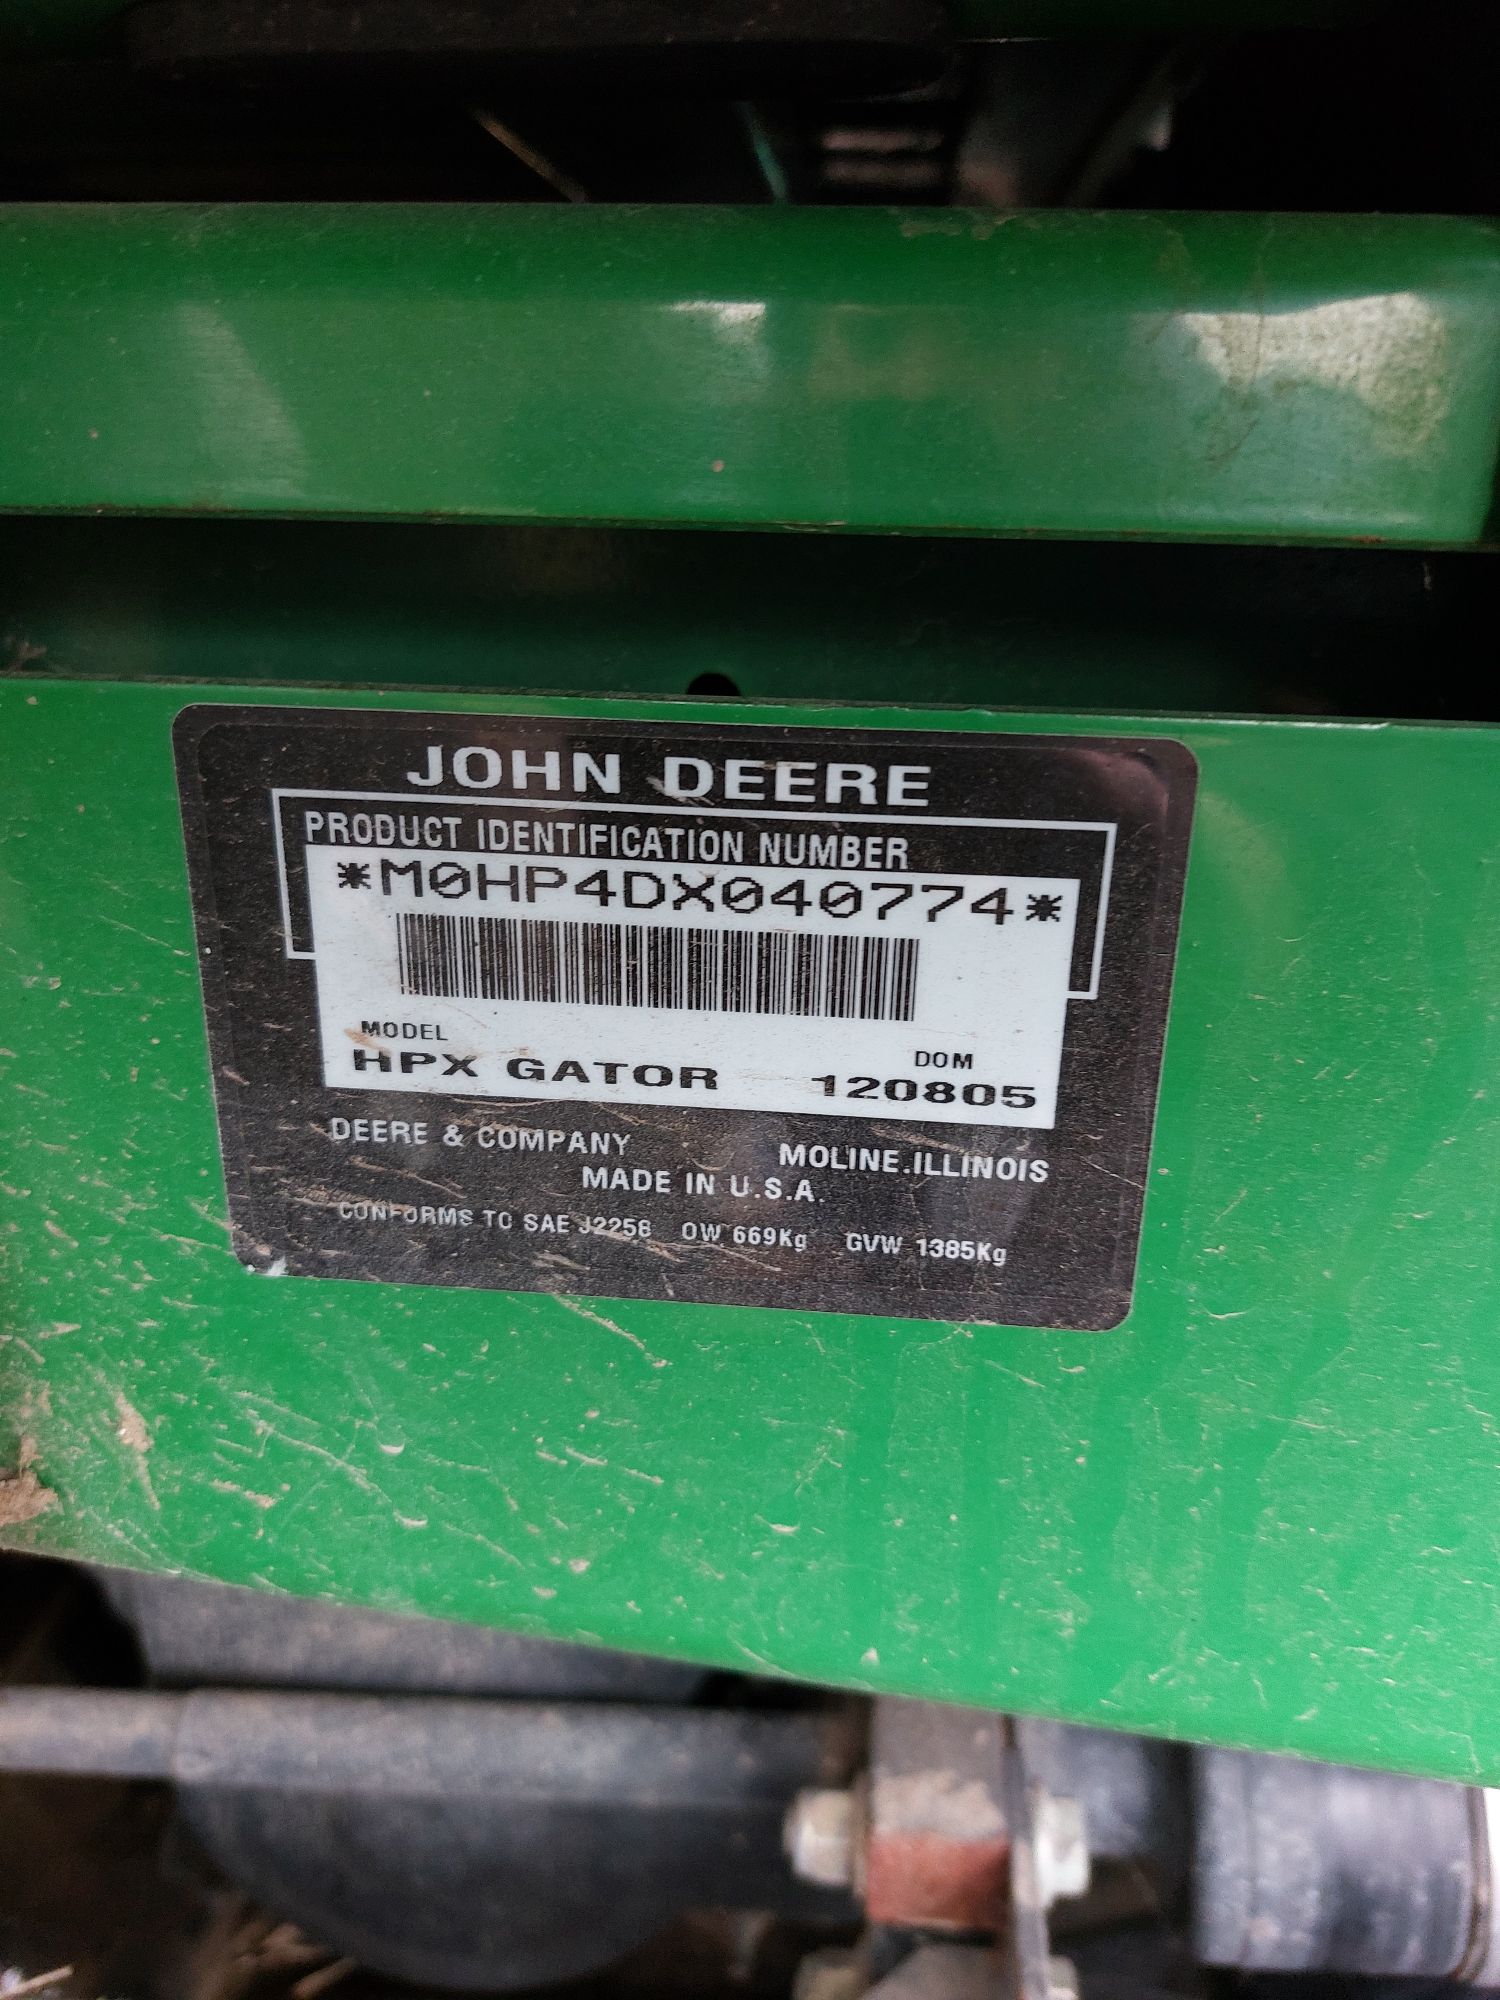 JOHN DEERE
PRODUCT IDENTIFICATION NUMBER
*M0HP4DX040774*
MODEL DOM
HPX GATOR 120805
DEERE & COMPANY MOLINE.ILLINOIS
MADE IN U.S.A.
CONFORMS TO SAE J2258 OW 669Kg GVW 1385Kg